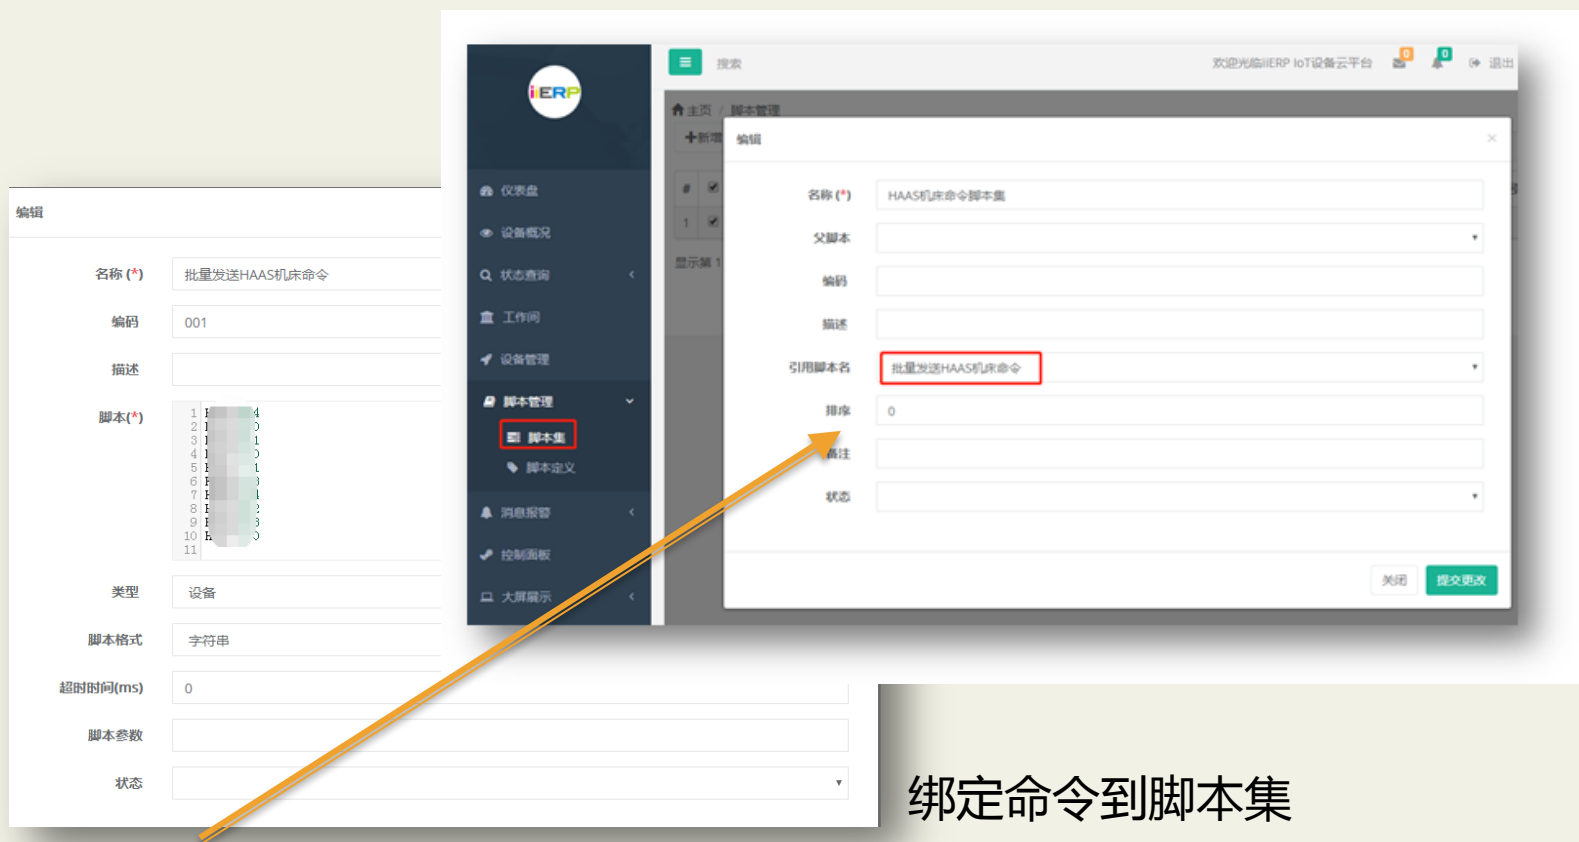 编辑
名称 (*)
批量发送HAAS机床命令
编码
001
描述
脚本(*)
1
2
3
4
5
6
7
8
9
10
11
类型
设备
脚本格式
字符串
超时时间(ms)
0
脚本参数
状态
iiERP
搜索
欢迎光临iiERP IoT设备云平台
0
0
退出
仪表盘
设备概况
状态查询
工作间
设备管理
脚本管理
脚本集
脚本定义
消息报警
控制面板
大屏展示
主页 / 脚本管理
新增
#
1
显示第 1
编辑
×
名称 (*)
HAAS机床命令脚本集
父脚本
编码
描述
引用脚本名
批量发送HAAS机床命令
排序
0
备注
状态
关闭
提交更改
绑定命令到脚本集